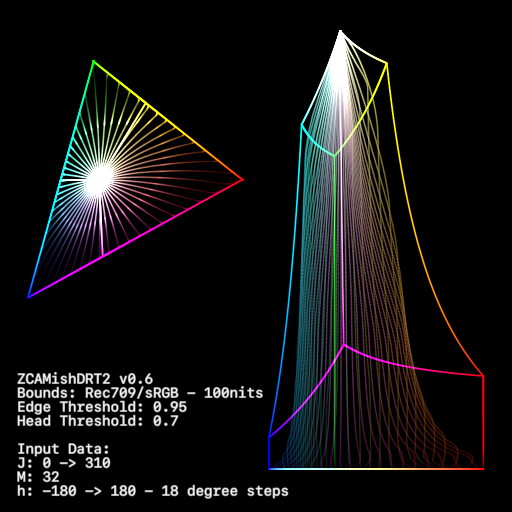 ZCAMishDRT2 v0.6
Bounds: Rec709/sRGB - 100nits
Edge Threshold: 0.95
Head Threshold: 0.7
Input Data:
J: 0 -> 310
M: 32
h: -180 -> 180 - 18 degree steps